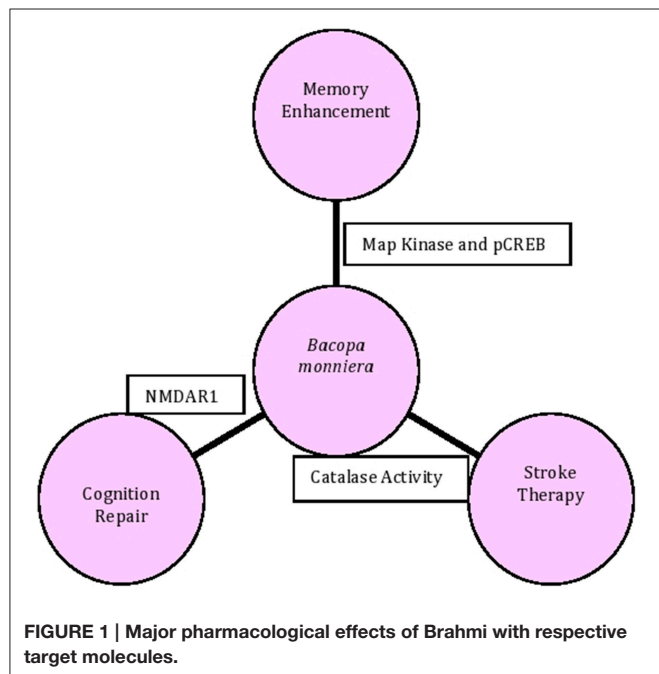 Memory
Enhancement
Map Kinase and pCREB
Bacopa
monniera
NMDAR1
Catalase Activity
Cognition
Repair
Stroke
Therapy
FIGURE 1 | Major pharmacological effects of Brahmi with respective
target molecules.